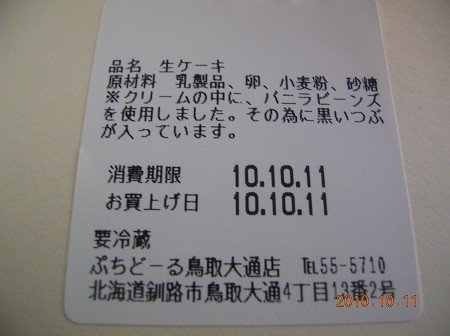 品名 生ケーキ
原材料 乳製品、卵、小麦粉、砂糖
※クリームの中に、バニラビーンズ
を使用しました。その為に黒いつぶ
が入っています。
消費期限 10.10.11
お買上げ日 10.10.11
要冷蔵
ぷちどーる鳥取大通店 ℡55-5710
北海道釧路市鳥取大通4丁目13番2号
2010.10.11